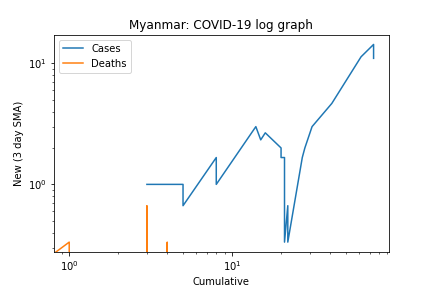 Myanmar: COVID-19 log graph
Cases
Deaths
New (3 day SMA)
10¹
10⁰
10⁰
10¹
Cumulative